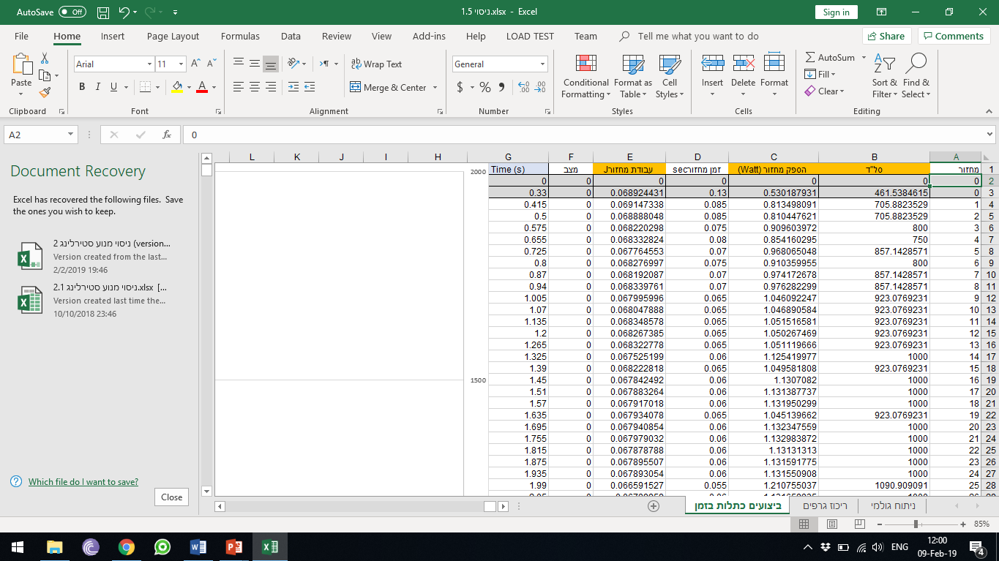 AutoSave Off ניסוי 1.5.xlsx - Excel Sign in
File Home Insert Page Layout Formulas Data Review View Add-ins Help LOAD TEST Team Tell me what you want to do Share Comments
Paste Arial 11 Wrap Text General Conditional Formatting Format as Table Cell Styles Insert Delete Format AutoSum Sort & Filter Find & Select
B I U A Merge & Center $ % Fill
Clear
Clipboard Font Alignment Number Styles Cells Editing
A2 fx 0
Document Recovery
Excel has recovered the following files. Save
the ones you wish to keep.
ניסוי מנוע סטירלינג 2 (version...
Version created from the last...
2/2/2019 19:46
ניסוי מנוע סטירלינג 2.1.xlsx [...
Version created last time the...
10/10/2018 23:46
Which file do I want to save?
Close
L K J I H G F E D C B A
2000 Time (s) מצב עבודת מחזורJ זמן מחזורsec הספק מחזור (Watt) סל"ד מחזור 1
0 0 0 0 0 0 0 2
0.33 0 0.068924431 0.13 0.530187931 461.5384615 0 3
0.415 0 0.069147338 0.085 0.813498091 705.8823529 1 4
0.5 0 0.068888048 0.085 0.810447621 705.8823529 2 5
0.575 0 0.068220298 0.075 0.909603972 800 3 6
0.655 0 0.068332824 0.08 0.854160295 750 4 7
0.725 0 0.067764553 0.07 0.968065048 857.1428571 5 8
0.8 0 0.068276997 0.075 0.910359955 800 6 9
0.87 0 0.068192087 0.07 0.974172678 857.1428571 7 10
0.94 0 0.068339761 0.07 0.976282299 857.1428571 8 11
1.005 0 0.067995996 0.065 1.046092247 923.0769231 9 12
1.07 0 0.068047888 0.065 1.046890584 923.0769231 10 13
1.135 0 0.068348578 0.065 1.051516581 923.0769231 11 14
1.2 0 0.068267385 0.065 1.050267469 923.0769231 12 15
1.265 0 0.068322778 0.065 1.051119666 923.0769231 13 16
1.325 0 0.067525199 0.06 1.125419977 1000 14 17
1.39 0 0.068222818 0.065 1.049581808 923.0769231 15 18
1500 1.45 0 0.067842492 0.06 1.1307082 1000 16 19
1.51 0 0.067883264 0.06 1.131387737 1000 17 20
1.57 0 0.067917018 0.06 1.131950299 1000 18 21
1.635 0 0.067934078 0.065 1.045139662 923.0769231 19 22
1.695 0 0.067940854 0.06 1.132347559 1000 20 23
1.755 0 0.067979032 0.06 1.132983872 1000 21 24
1.815 0 0.067878788 0.06 1.13131313 1000 22 25
1.875 0 0.067895507 0.06 1.131591775 1000 23 26
1.935 0 0.067893054 0.06 1.131550908 1000 24 27
1.99 0 0.066591527 0.055 1.210755037 1090.909091 25 28
ביצועים כתלות בזמן ריכוז גרפים ניתוח גולמי
85%
ENG 12:00
09-Feb-19 4